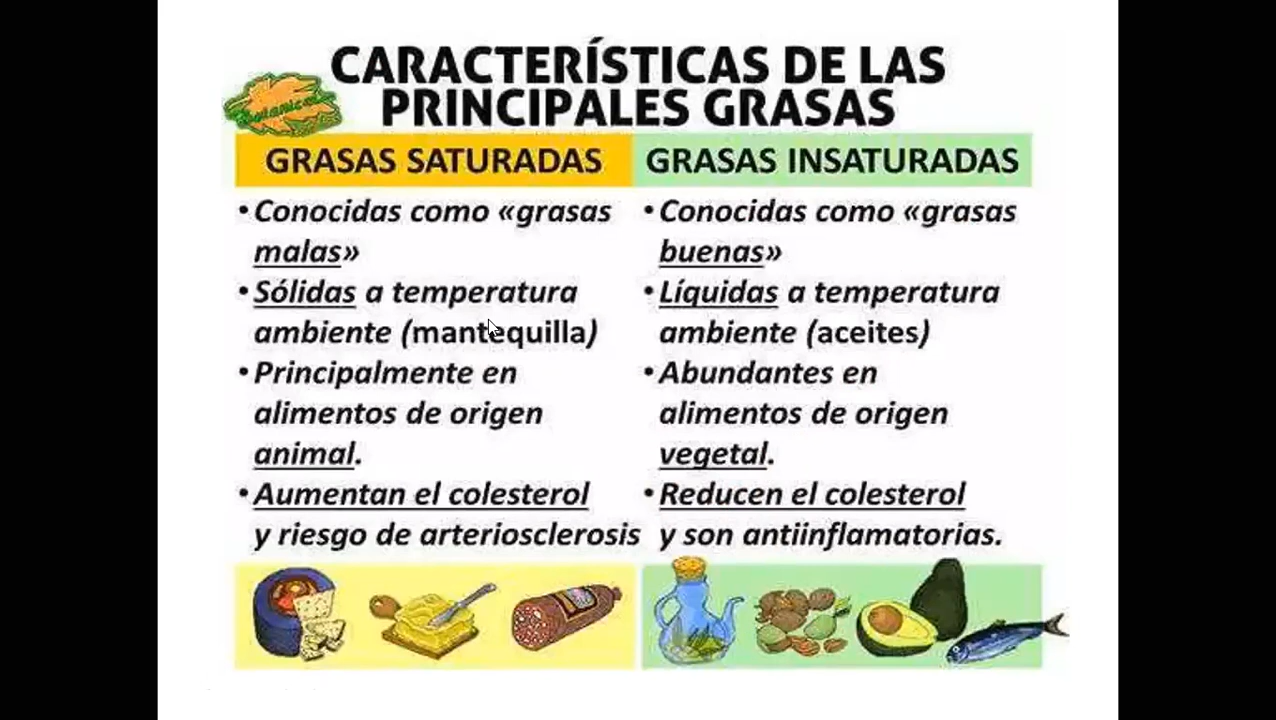 CARACTERÍSTICAS DE LAS
PRINCIPALES GRASAS
Botanical
GRASAS SATURADAS
• Conocidas como «grasas
malas»
• Sólidas a temperatura
ambiente (mantequilla)
• Principalmente en
alimentos de origen
animal.
• Aumentan el colesterol
y riesgo de arteriosclerosis
GRASAS INSATURADAS
• Conocidas como «grasas
buenas»
• Líquidas a temperatura
ambiente (aceites)
• Abundantes en
alimentos de origen
vegetal.
• Reducen el colesterol
y son antiinflamatorias.